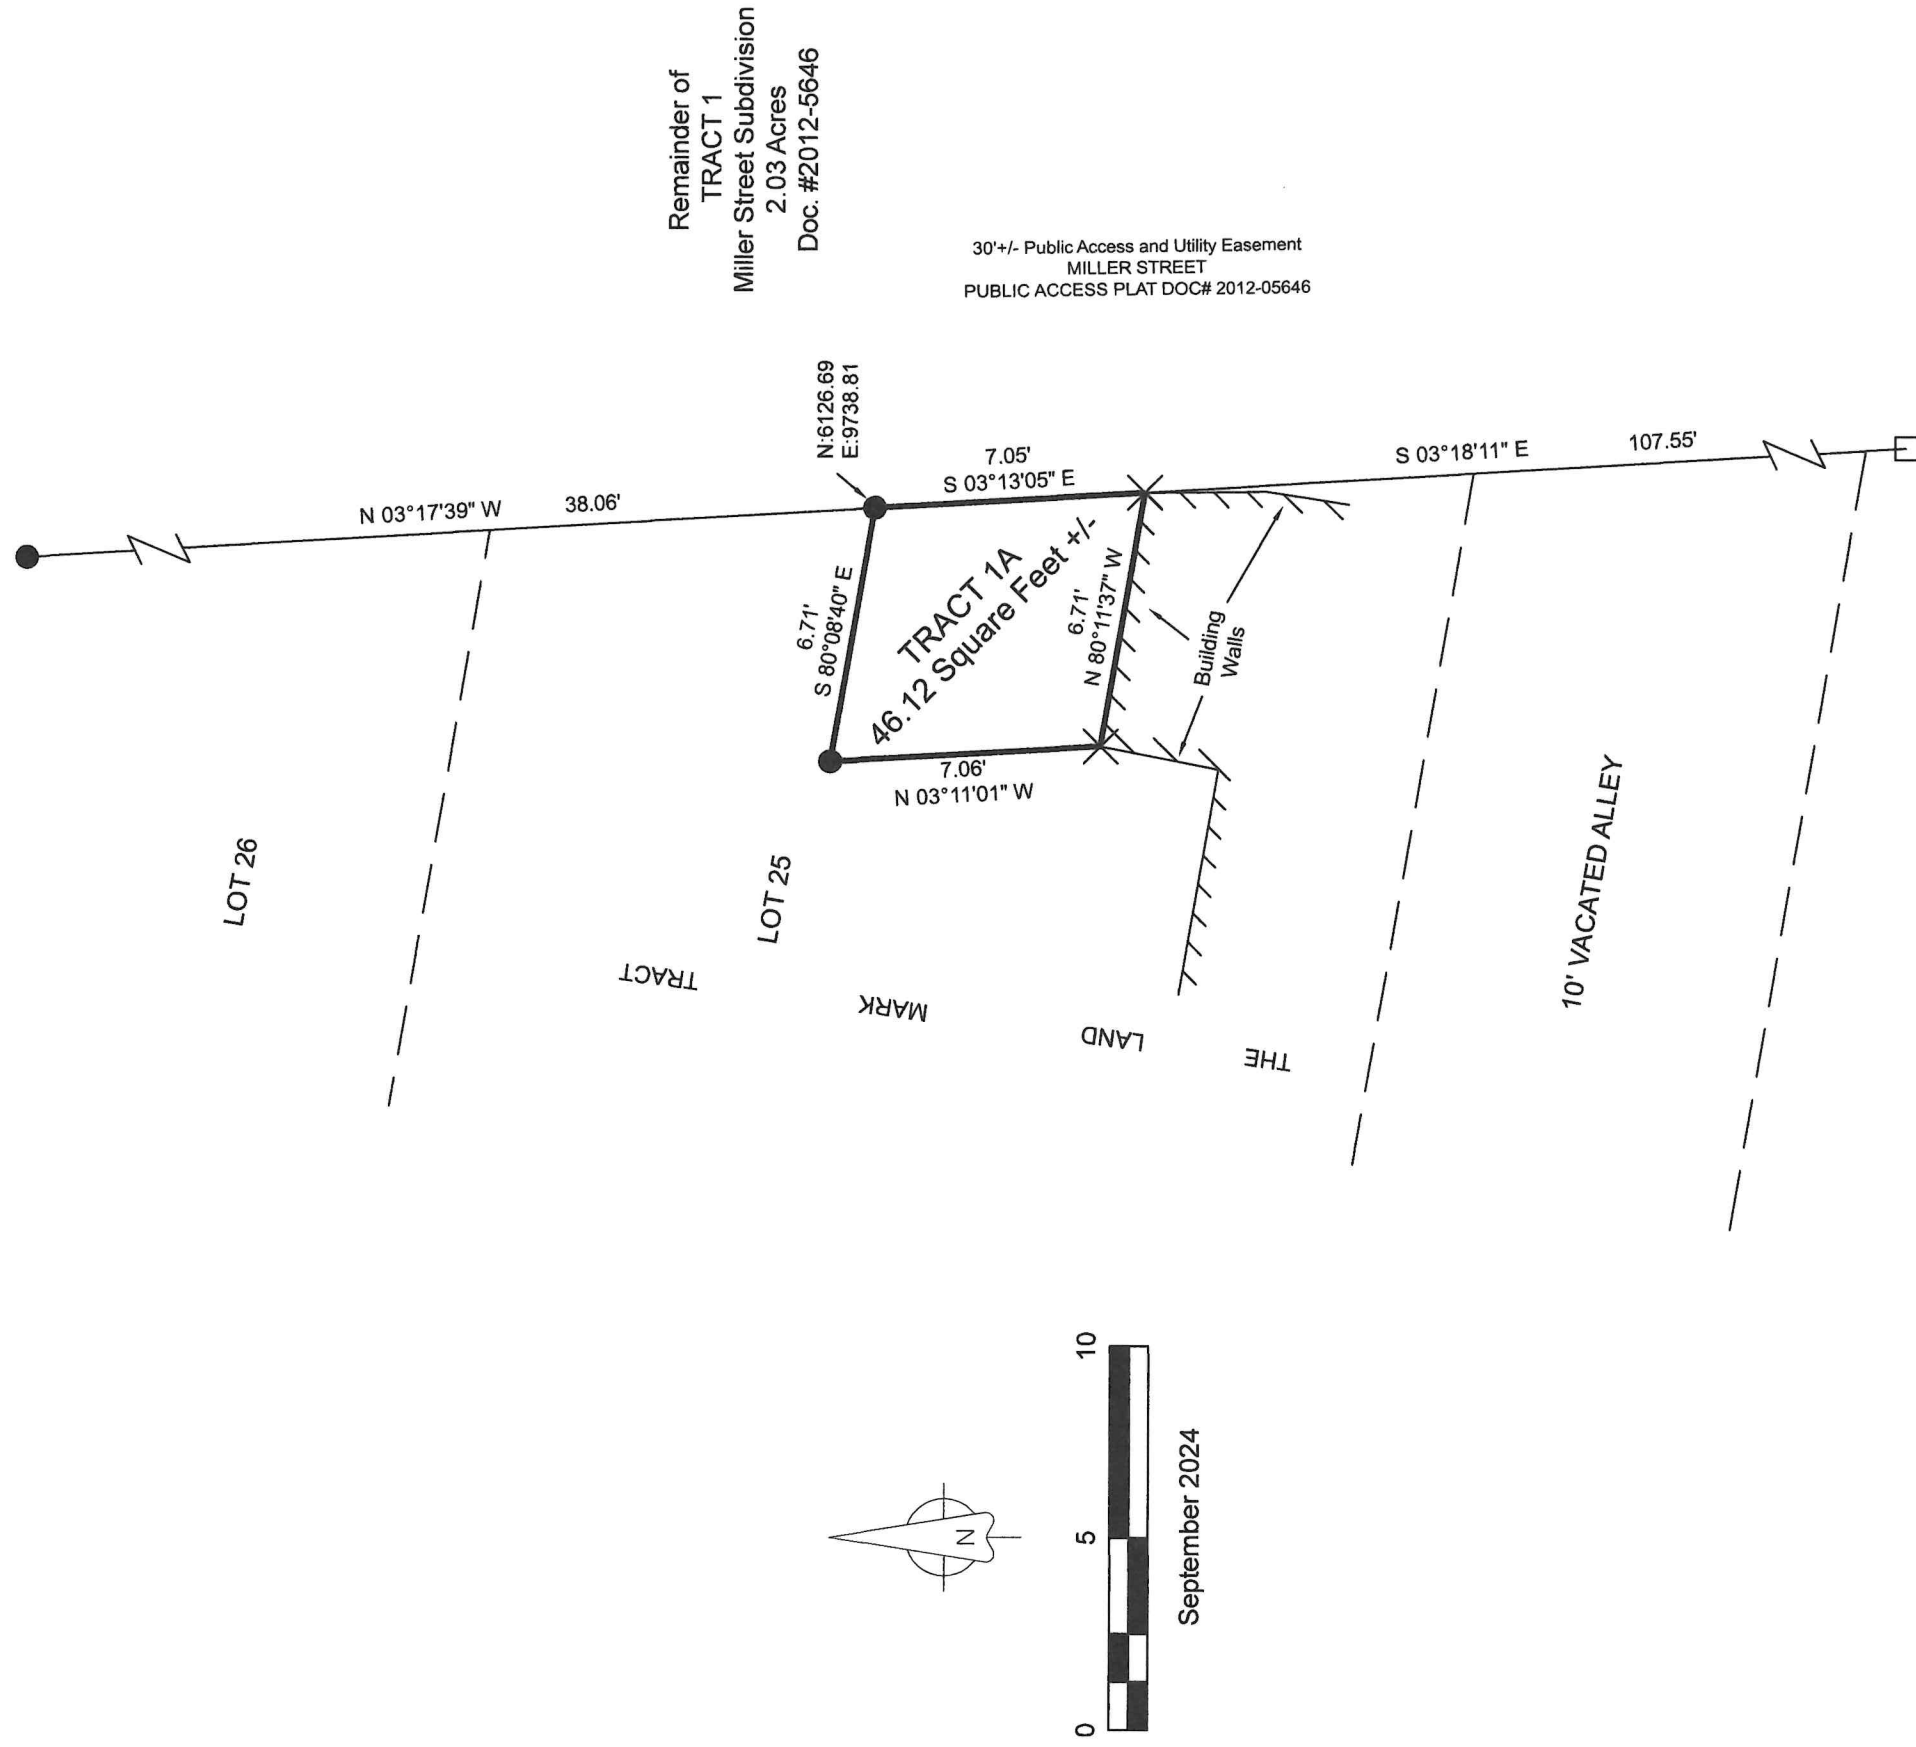 Remainder of
TRACT 1
Miller Street Subdivision
2.03 Acres
Doc. #2012-5646
30'+/- Public Access and Utility Easement
MILLER STREET
PUBLIC ACCESS PLAT DOC# 2012-05646
N:6126.69
E:9738.81
N 03°17'39" W
38.06'
7.05'
S 03°13'05" E
S 03°18'11" E
107.55'
6.71'
S 80°08'40" E
TRACT 1A
46.12 Square Feet +/-
6.71'
N 80°11'37" W
7.06'
N 03°11'01" W
Building
Walls
LOT 26
LOT 25
10' VACATED ALLEY
THE
LAND
MARK
TRACT
N
0
5
10
September 2024